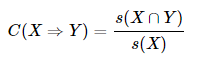 C(X ⇒ Y) = s(X ∩ Y) / s(X)